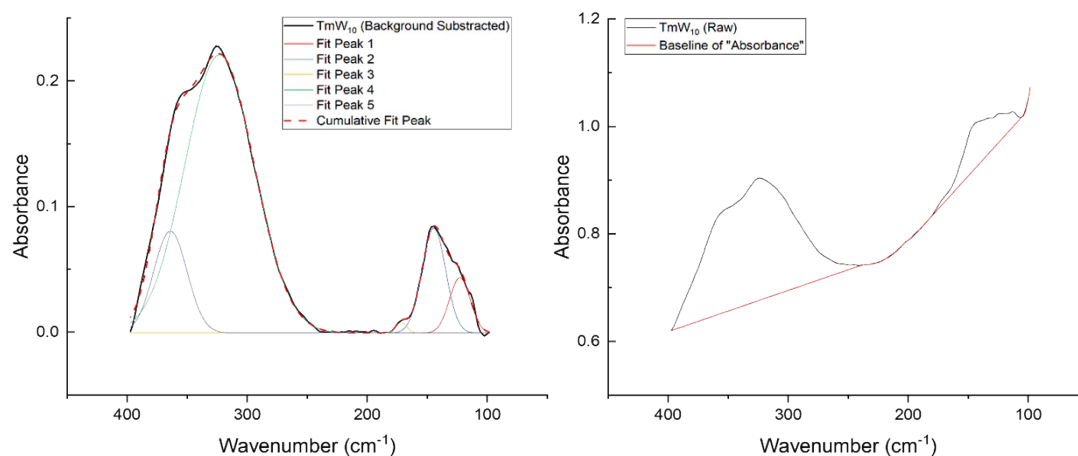 TmW₁₀ (Background Substracted)
Fit Peak 1
Fit Peak 2
Fit Peak 3
Fit Peak 4
Fit Peak 5
Cumulative Fit Peak
0.2
0.1
0.0
Absorbance
400
300
200
100
Wavenumber (cm⁻¹)
TmW₁₀ (Raw)
Baseline of "Absorbance"
1.2
1.0
0.8
0.6
Absorbance
400
300
200
100
Wavenumber (cm⁻¹)